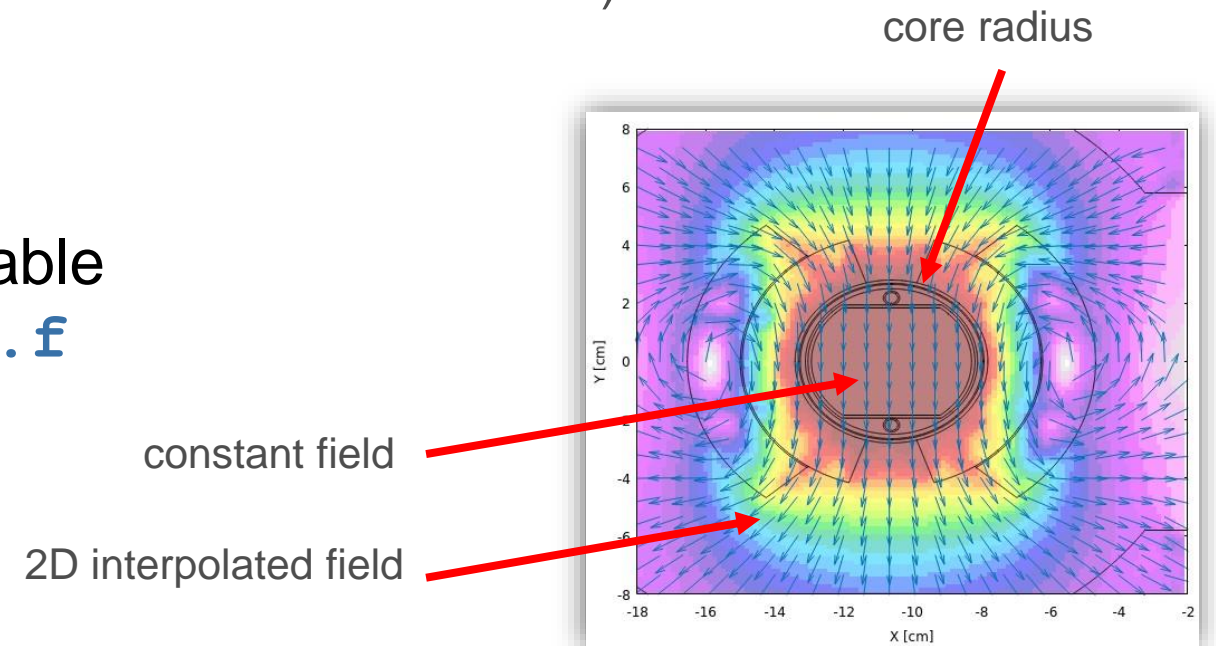 )
core radius
able
.f
constant field
2D interpolated field
8
6
4
2
0
-4
-6
-8
Y [cm]
-18 -16 -14 -12 -10 -8 -6 -4 -2
X [cm]